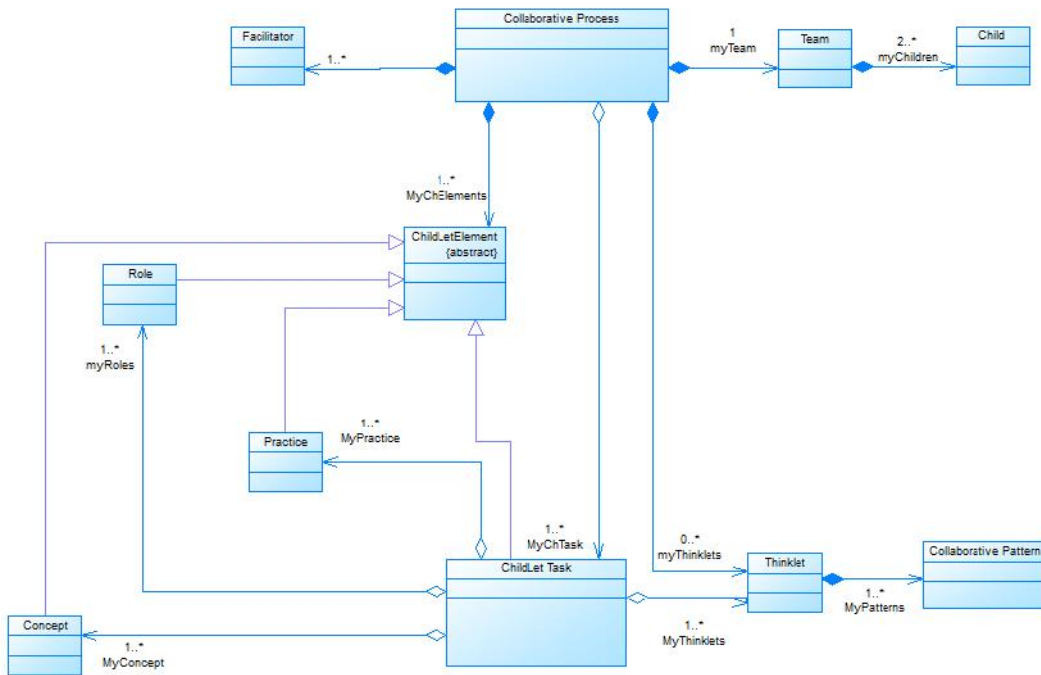 Collaborative Process
Facilitator
1..*
1
myTeam
Team
2..*
myChildren
Child
1..*
MyChElements
ChildLetElement
{abstract}
Role
1..*
myRoles
Practice
1..*
MyPractice
1..*
MyChTask
0..*
myThinklets
ChildLet Task
Thinklet
Collaborative Pattern
1..*
MyPatterns
1..*
MyThinklets
Concept
1..*
MyConcept